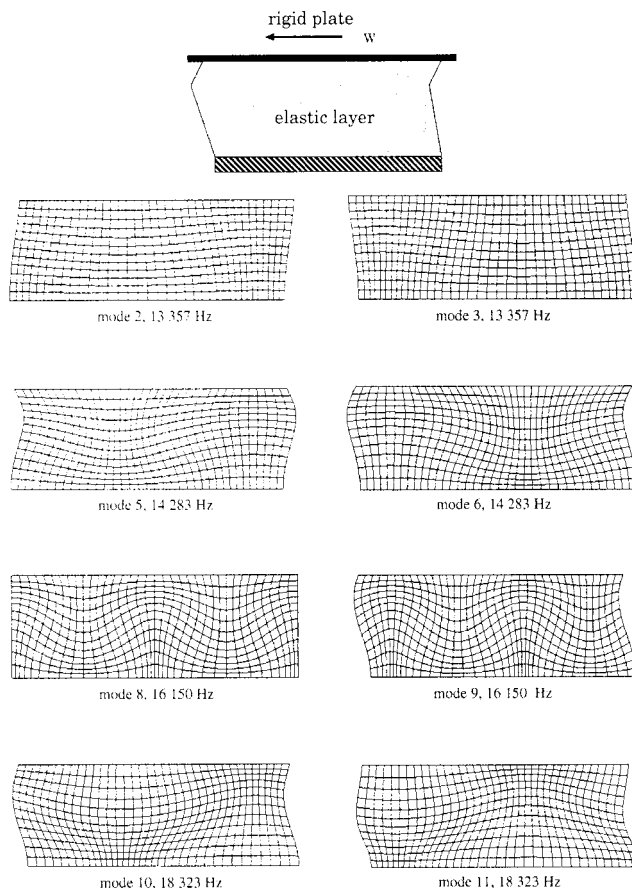 rigid plate
w
elastic layer
mode 2, 13 357 Hz
mode 3, 13 357 Hz
mode 5, 14 283 Hz
mode 6, 14 283 Hz
mode 8, 16 150 Hz
mode 9, 16 150 Hz
mode 10, 18 323 Hz
mode 11, 18 323 Hz